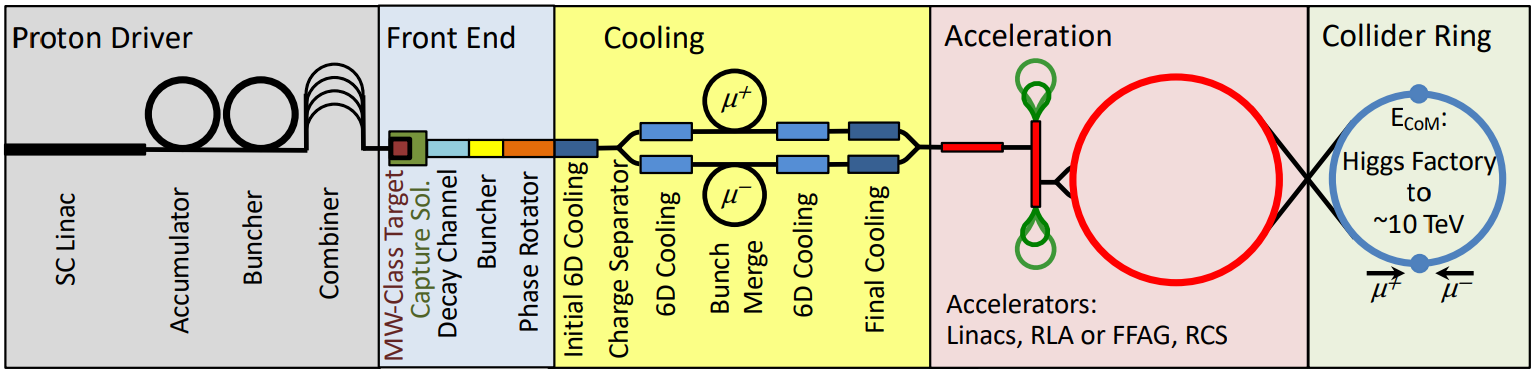 Proton Driver
Front End
Cooling
Acceleration
Collider Ring
SC Linac
Accumulator
Buncher
Combiner
MW-Class Target
Capture Sol.
Decay Channel
Buncher
Phase Rotator
Initial 6D Cooling
Charge Separator
6D Cooling
Bunch
Merge
6D Cooling
Final Cooling
μ+
μ−
Accelerators:
Linacs, RLA or FFAG, RCS
ECoM:
Higgs Factory
to
~10 TeV
μ+
μ−